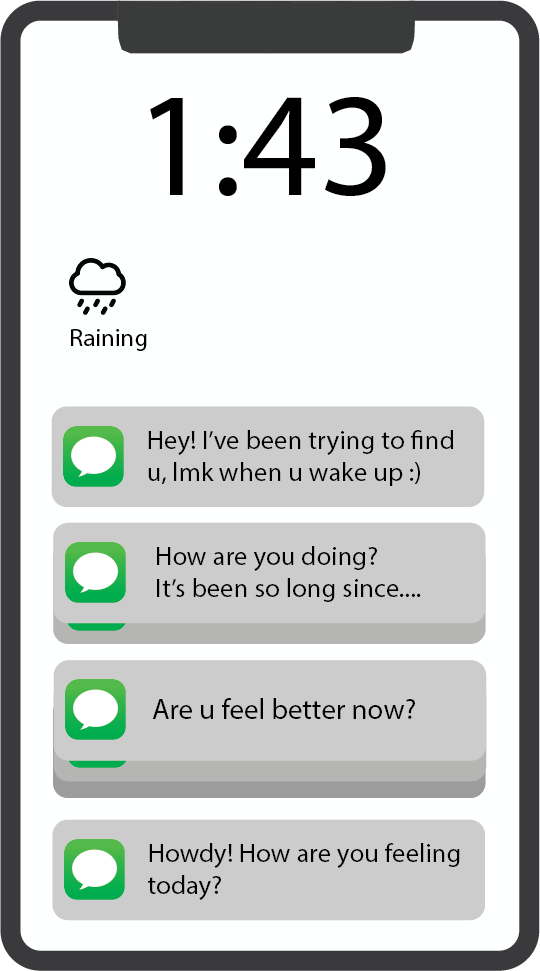 1:43
Raining
Hey! I’ve been trying to find
u, lmk when u wake up :)
How are you doing?
It’s been so long since....
Are u feel better now?
Howdy! How are you feeling
today?